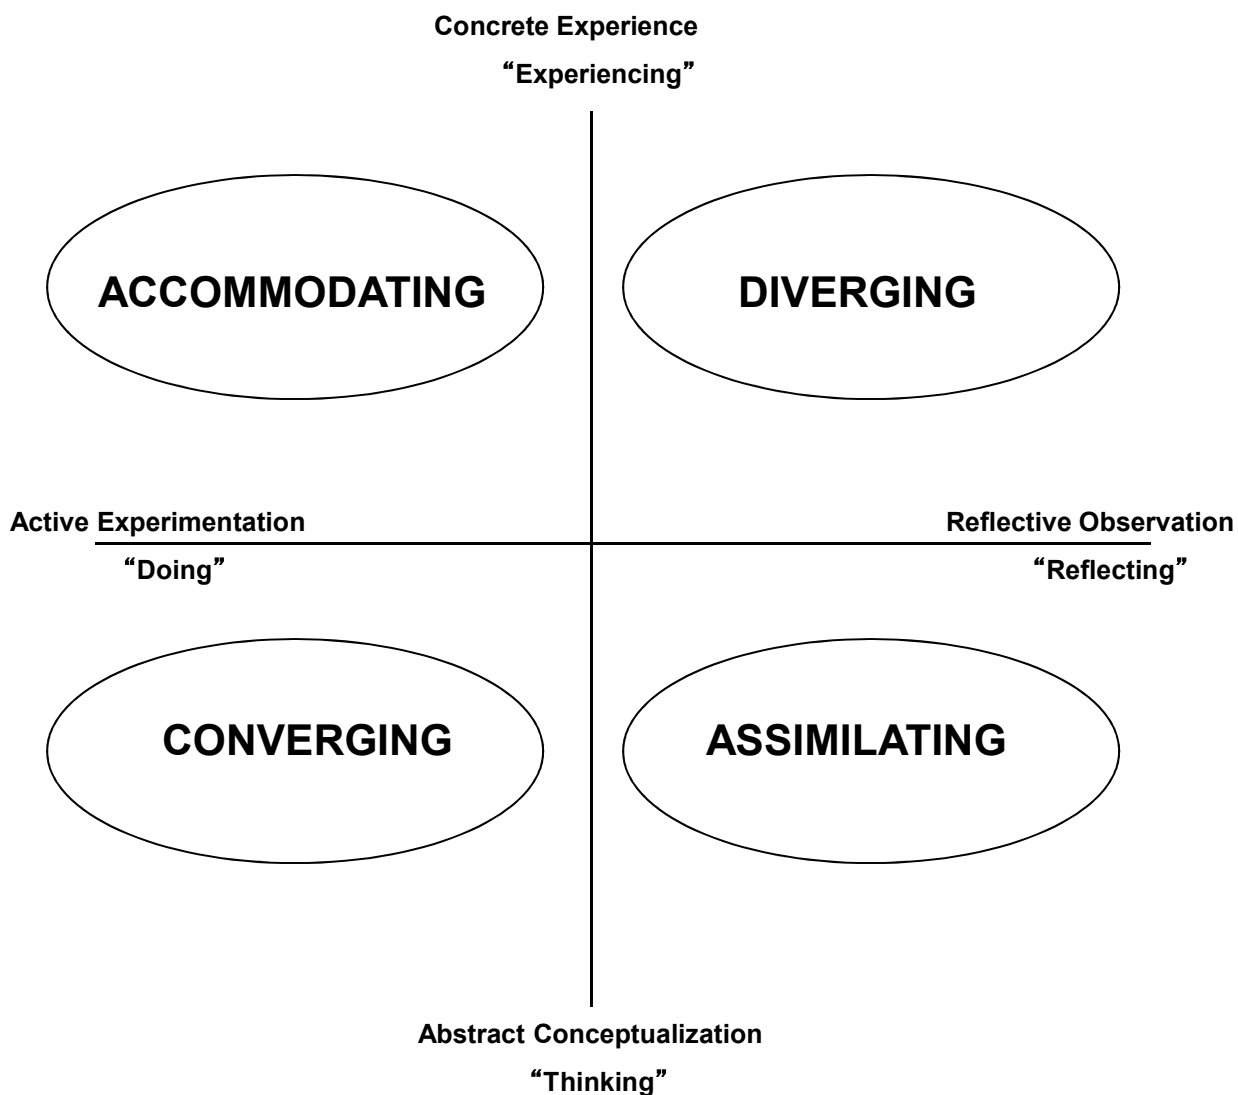 Concrete Experience
“Experiencing”
ACCOMMODATING
DIVERGING
Active Experimentation
Reflective Observation
“Doing”
“Reflecting”
CONVERGING
ASSIMILATING
Abstract Conceptualization
“Thinking”